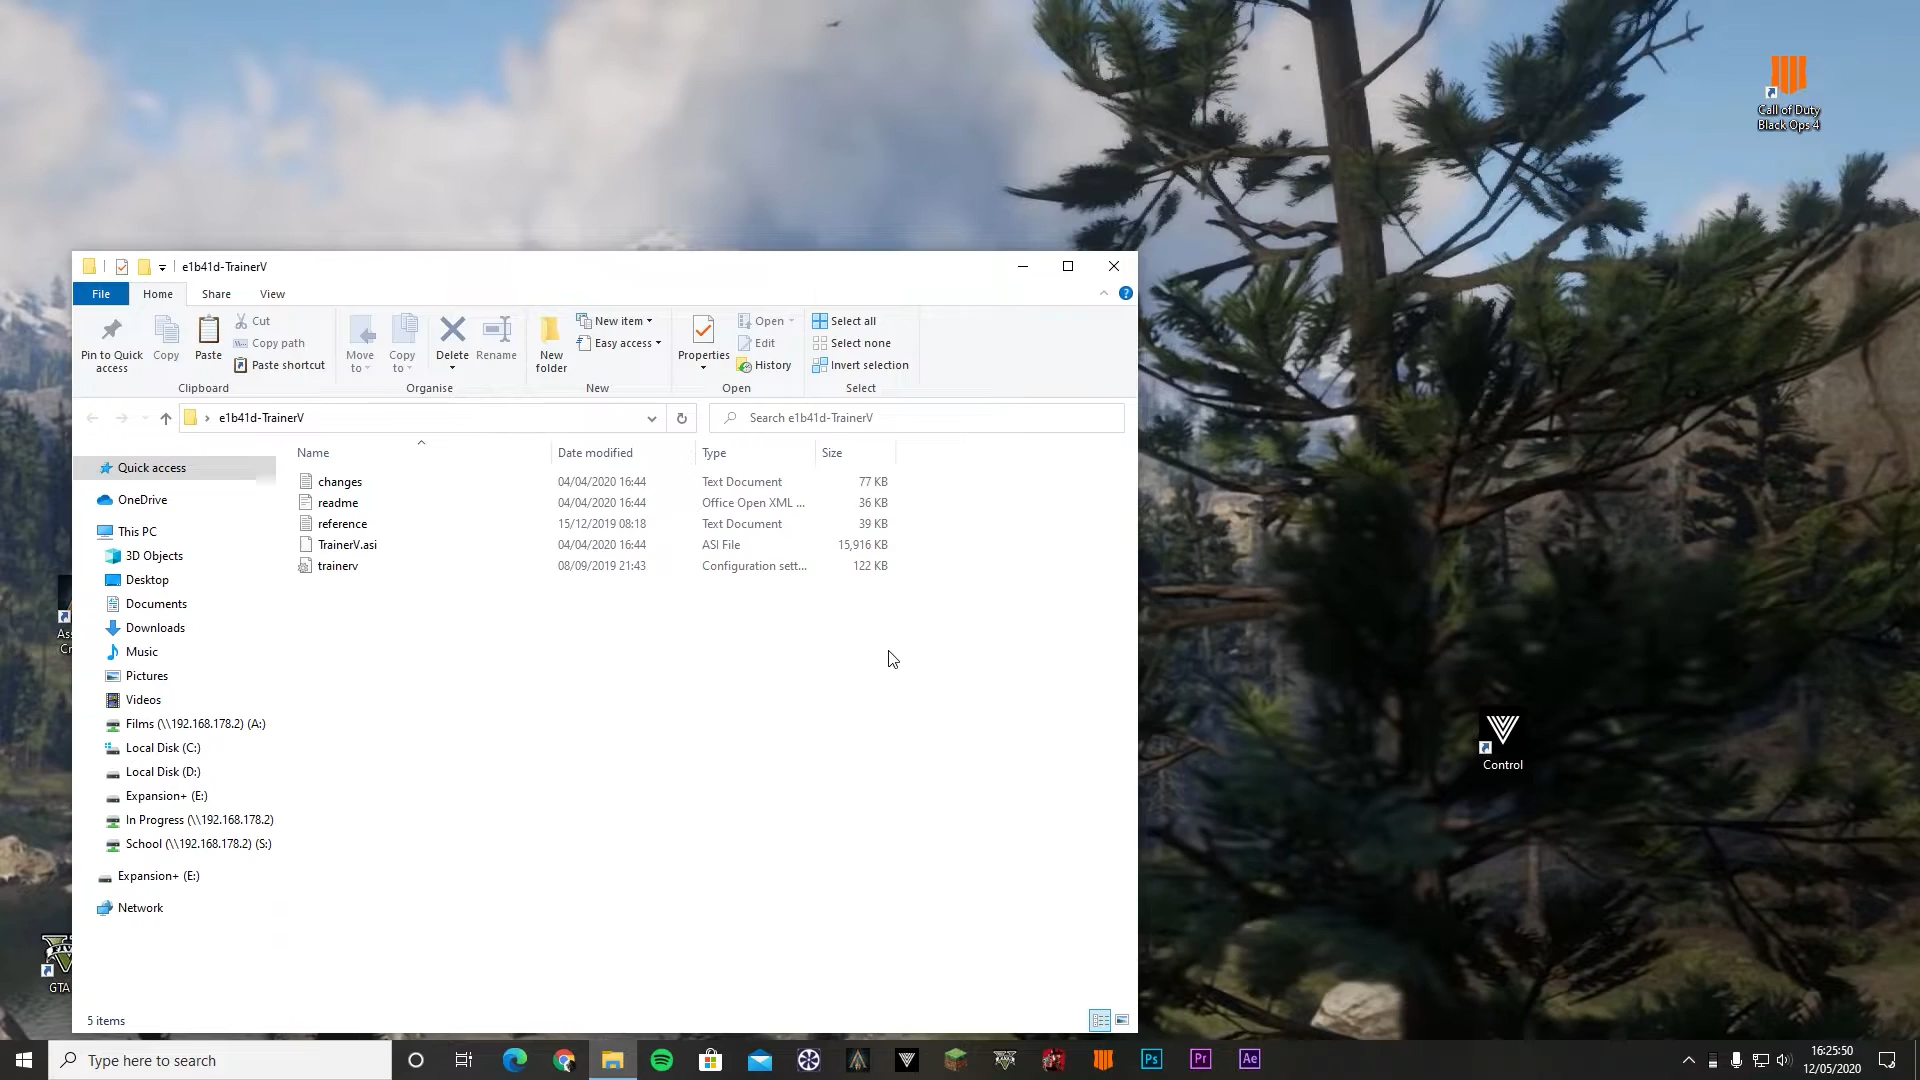 Call of Duty
Black Ops 4
e1b41d-TrainerV
File
Home
Share
View
Pin to Quick
access
Copy
Paste
Cut
Copy path
Paste shortcut
Clipboard
Move
to
Copy
to
Delete
Rename
Organise
New
folder
New item
Easy access
New
Properties
Open
Edit
History
Open
Select all
Select none
Invert selection
Select
e1b41d-TrainerV
Search e1b41d-TrainerV
Name
Date modified
Type
Size
changes 04/04/2020 16:44 Text Document 77 KB
readme 04/04/2020 16:44 Office Open XML ... 36 KB
reference 15/12/2019 08:18 Text Document 39 KB
TrainerV.asi 04/04/2020 16:44 ASI File 15,916 KB
trainerv 08/09/2019 21:43 Configuration sett... 122 KB
Quick access
OneDrive
This PC
3D Objects
Desktop
Documents
Downloads
Music
Pictures
Videos
Films (\\192.168.178.2) (A:)
Local Disk (C:)
Local Disk (D:)
Expansion+ (E:)
In Progress (\\192.168.178.2)
School (\\192.168.178.2) (S:)
Expansion+ (E:)
Network
5 items
Ass
Cr
GTA
Control
Type here to search
Ps
Pr
Ae
16:25:50
12/05/2020